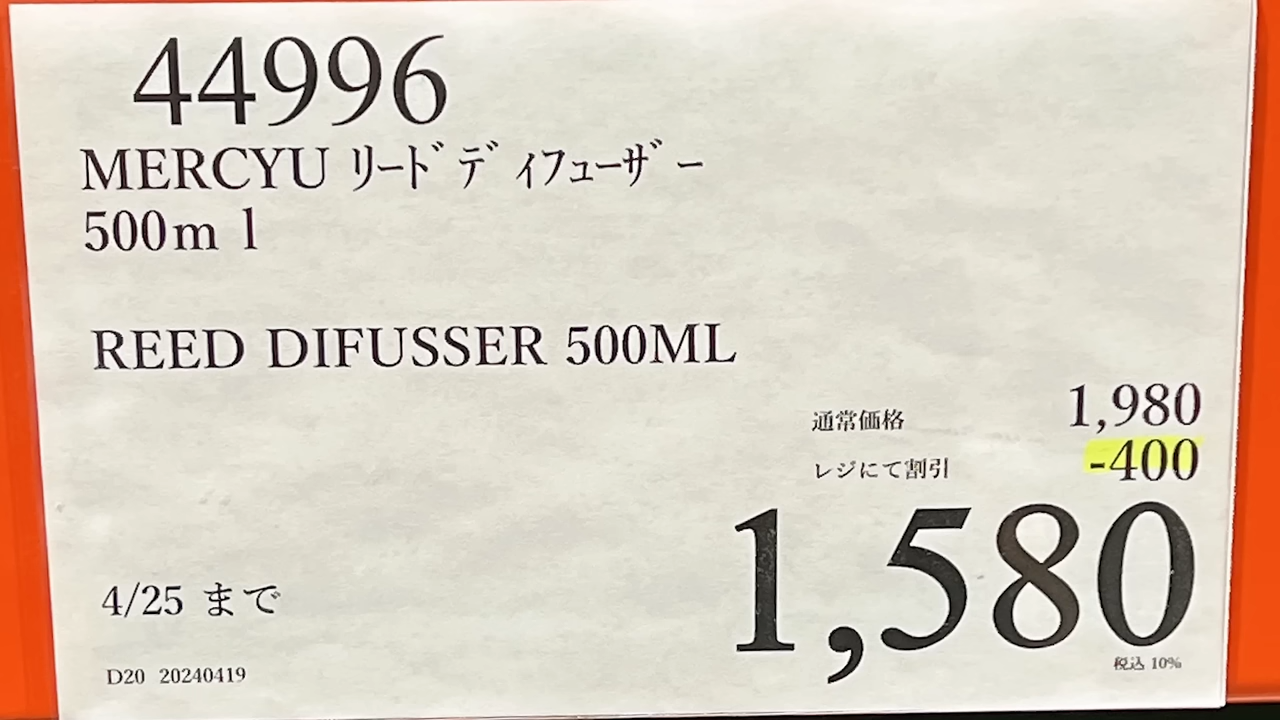 44996
MERCYU ﾘｰﾄﾞﾃﾞｨﾌｭｰｻﾞｰ
500ｍｌ
REED DIFUSSER 500ML
通常価格 1,980
レジにて割引 -400
1,580
税込 10%
4/25 まで
D20 20240419